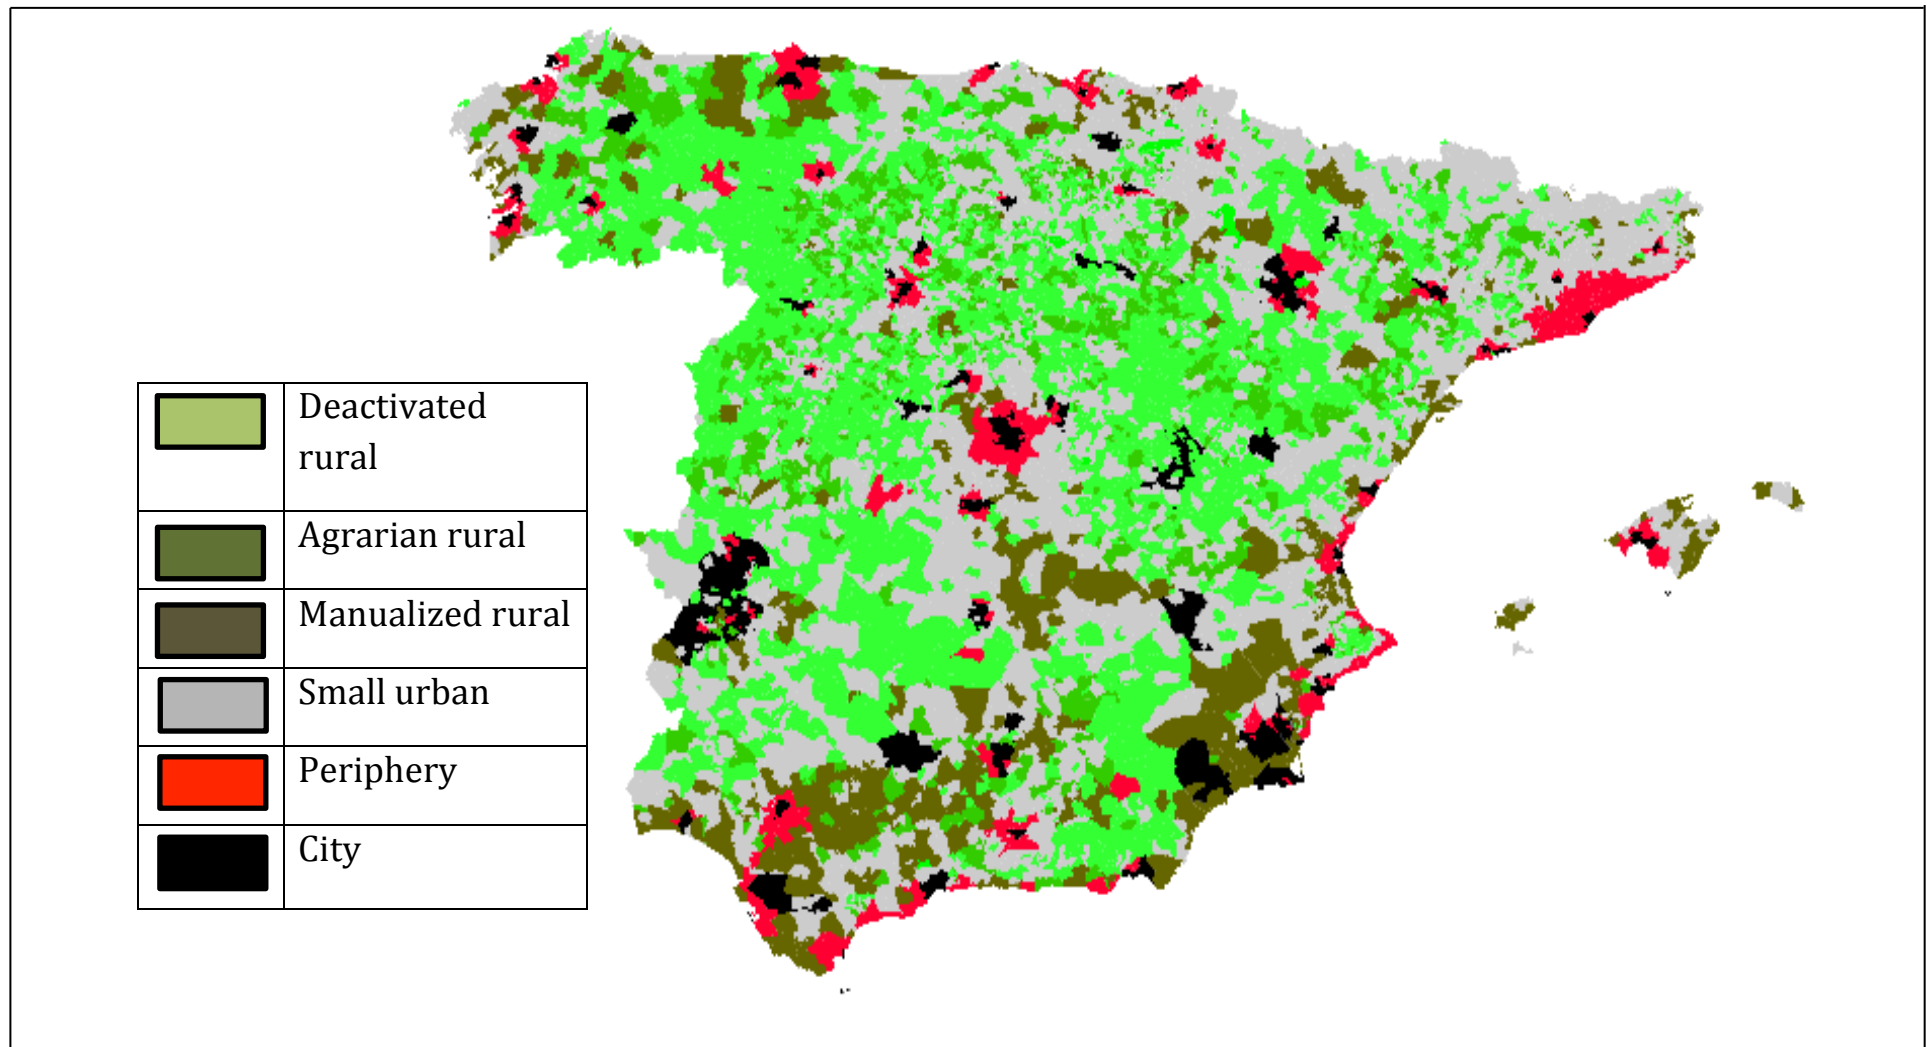 Deactivated
rural
Agrarian rural
Manualized rural
Small urban
Periphery
City